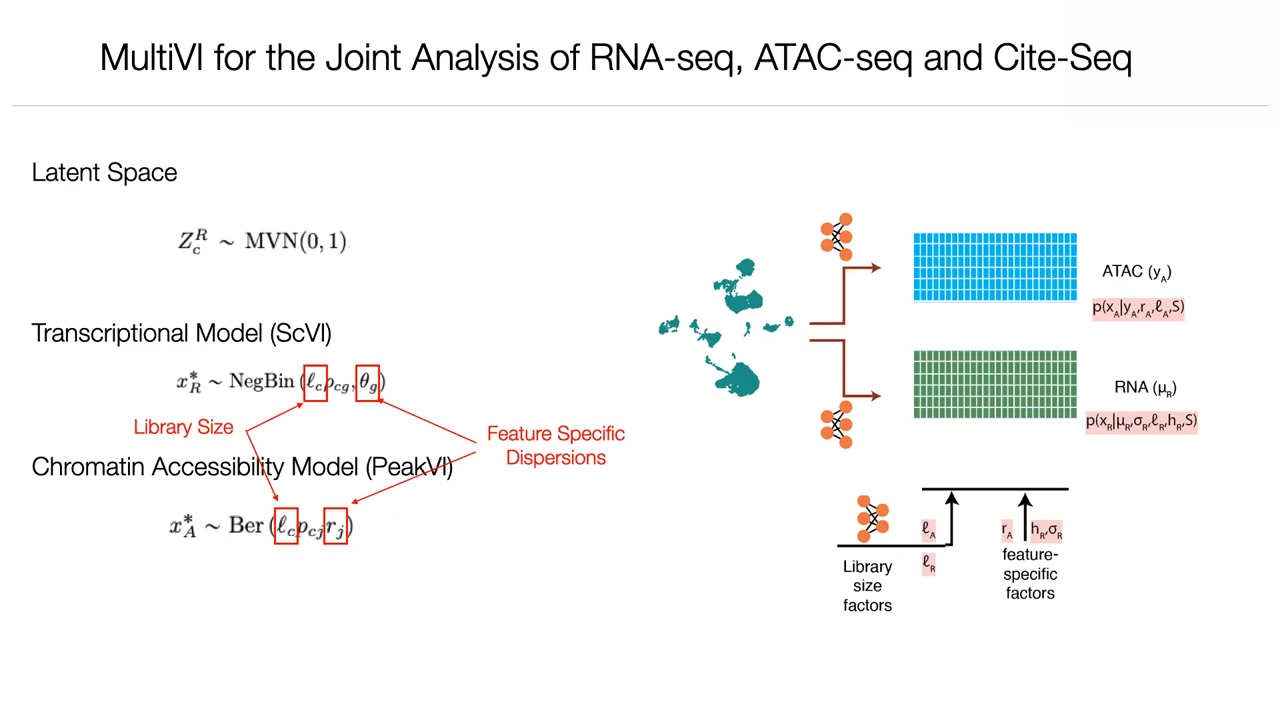 MultiVI for the Joint Analysis of RNA-seq, ATAC-seq and Cite-Seq
Latent Space
Z_c^R ~ MVN(0, 1)
Transcriptional Model (ScVI)
x_R^* ~ NegBin (ℓ_c p_cg, θ_g)
Library Size
Feature Specific
Dispersions
Chromatin Accessibility Model (PeakVI)
x_A^* ~ Ber (ℓ_c p_cj r_j)
ATAC (y_A)
p(x_A|y_A,r_A,ℓ_A,S)
RNA (μ_R)
p(x_R|μ_R,σ_R,ℓ_R,h_R,S)
ℓ_A
ℓ_R
Library
size
factors
r_A
h_R,σ_R
feature-
specific
factors